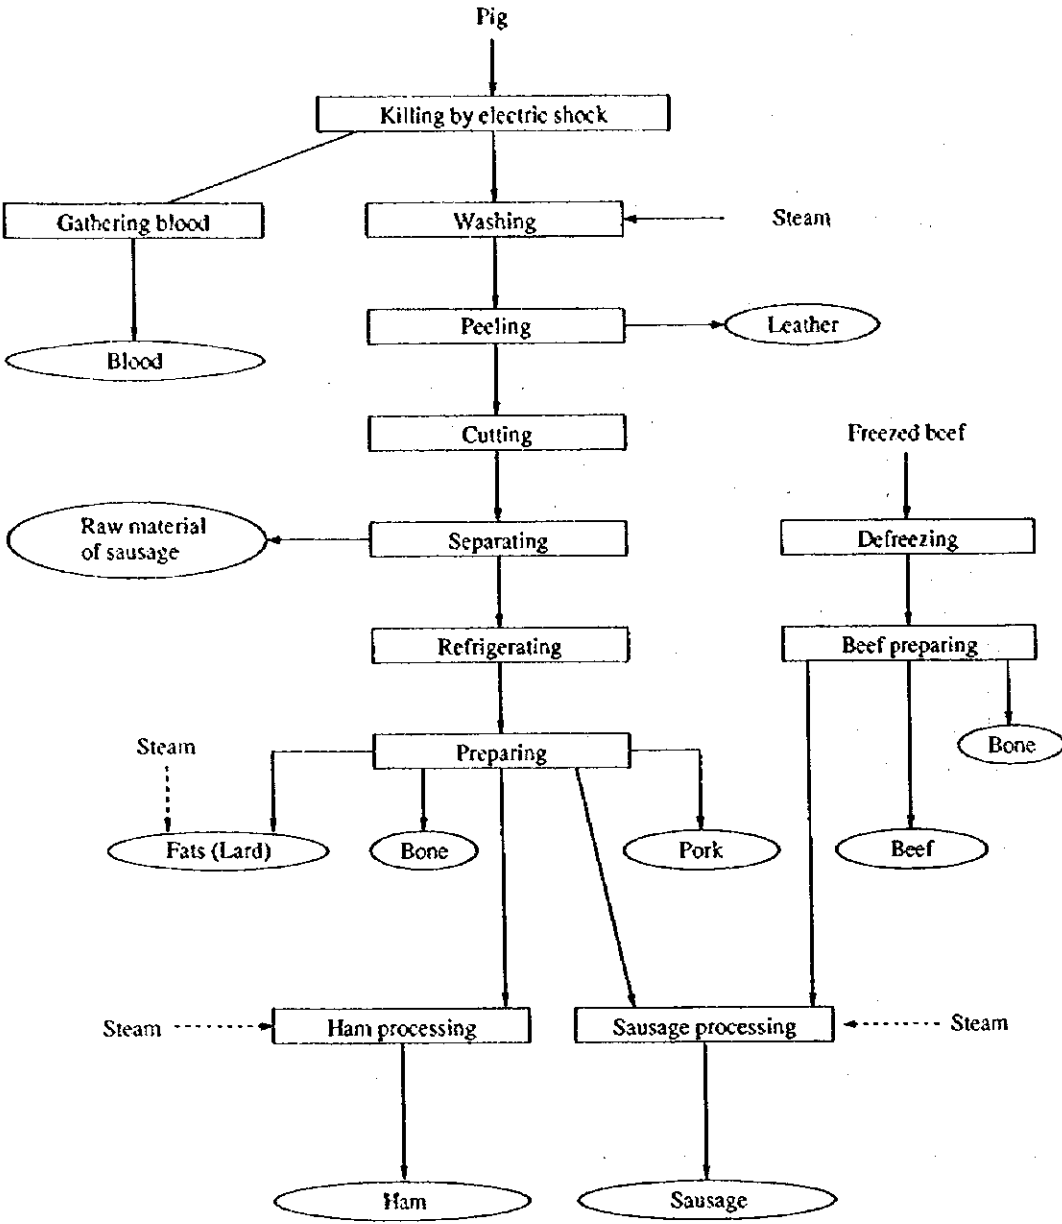 Pig
Killing by electric shock
Gathering blood
Washing
Steam
Peeling
Leather
Blood
Cutting
Freezed beef
Raw material
of sausage
Separating
Defreezing
Refrigerating
Beef preparing
Steam
Preparing
Bone
Fats (Lard)
Bone
Pork
Beef
Steam
Ham processing
Sausage processing
Steam
Ham
Sausage